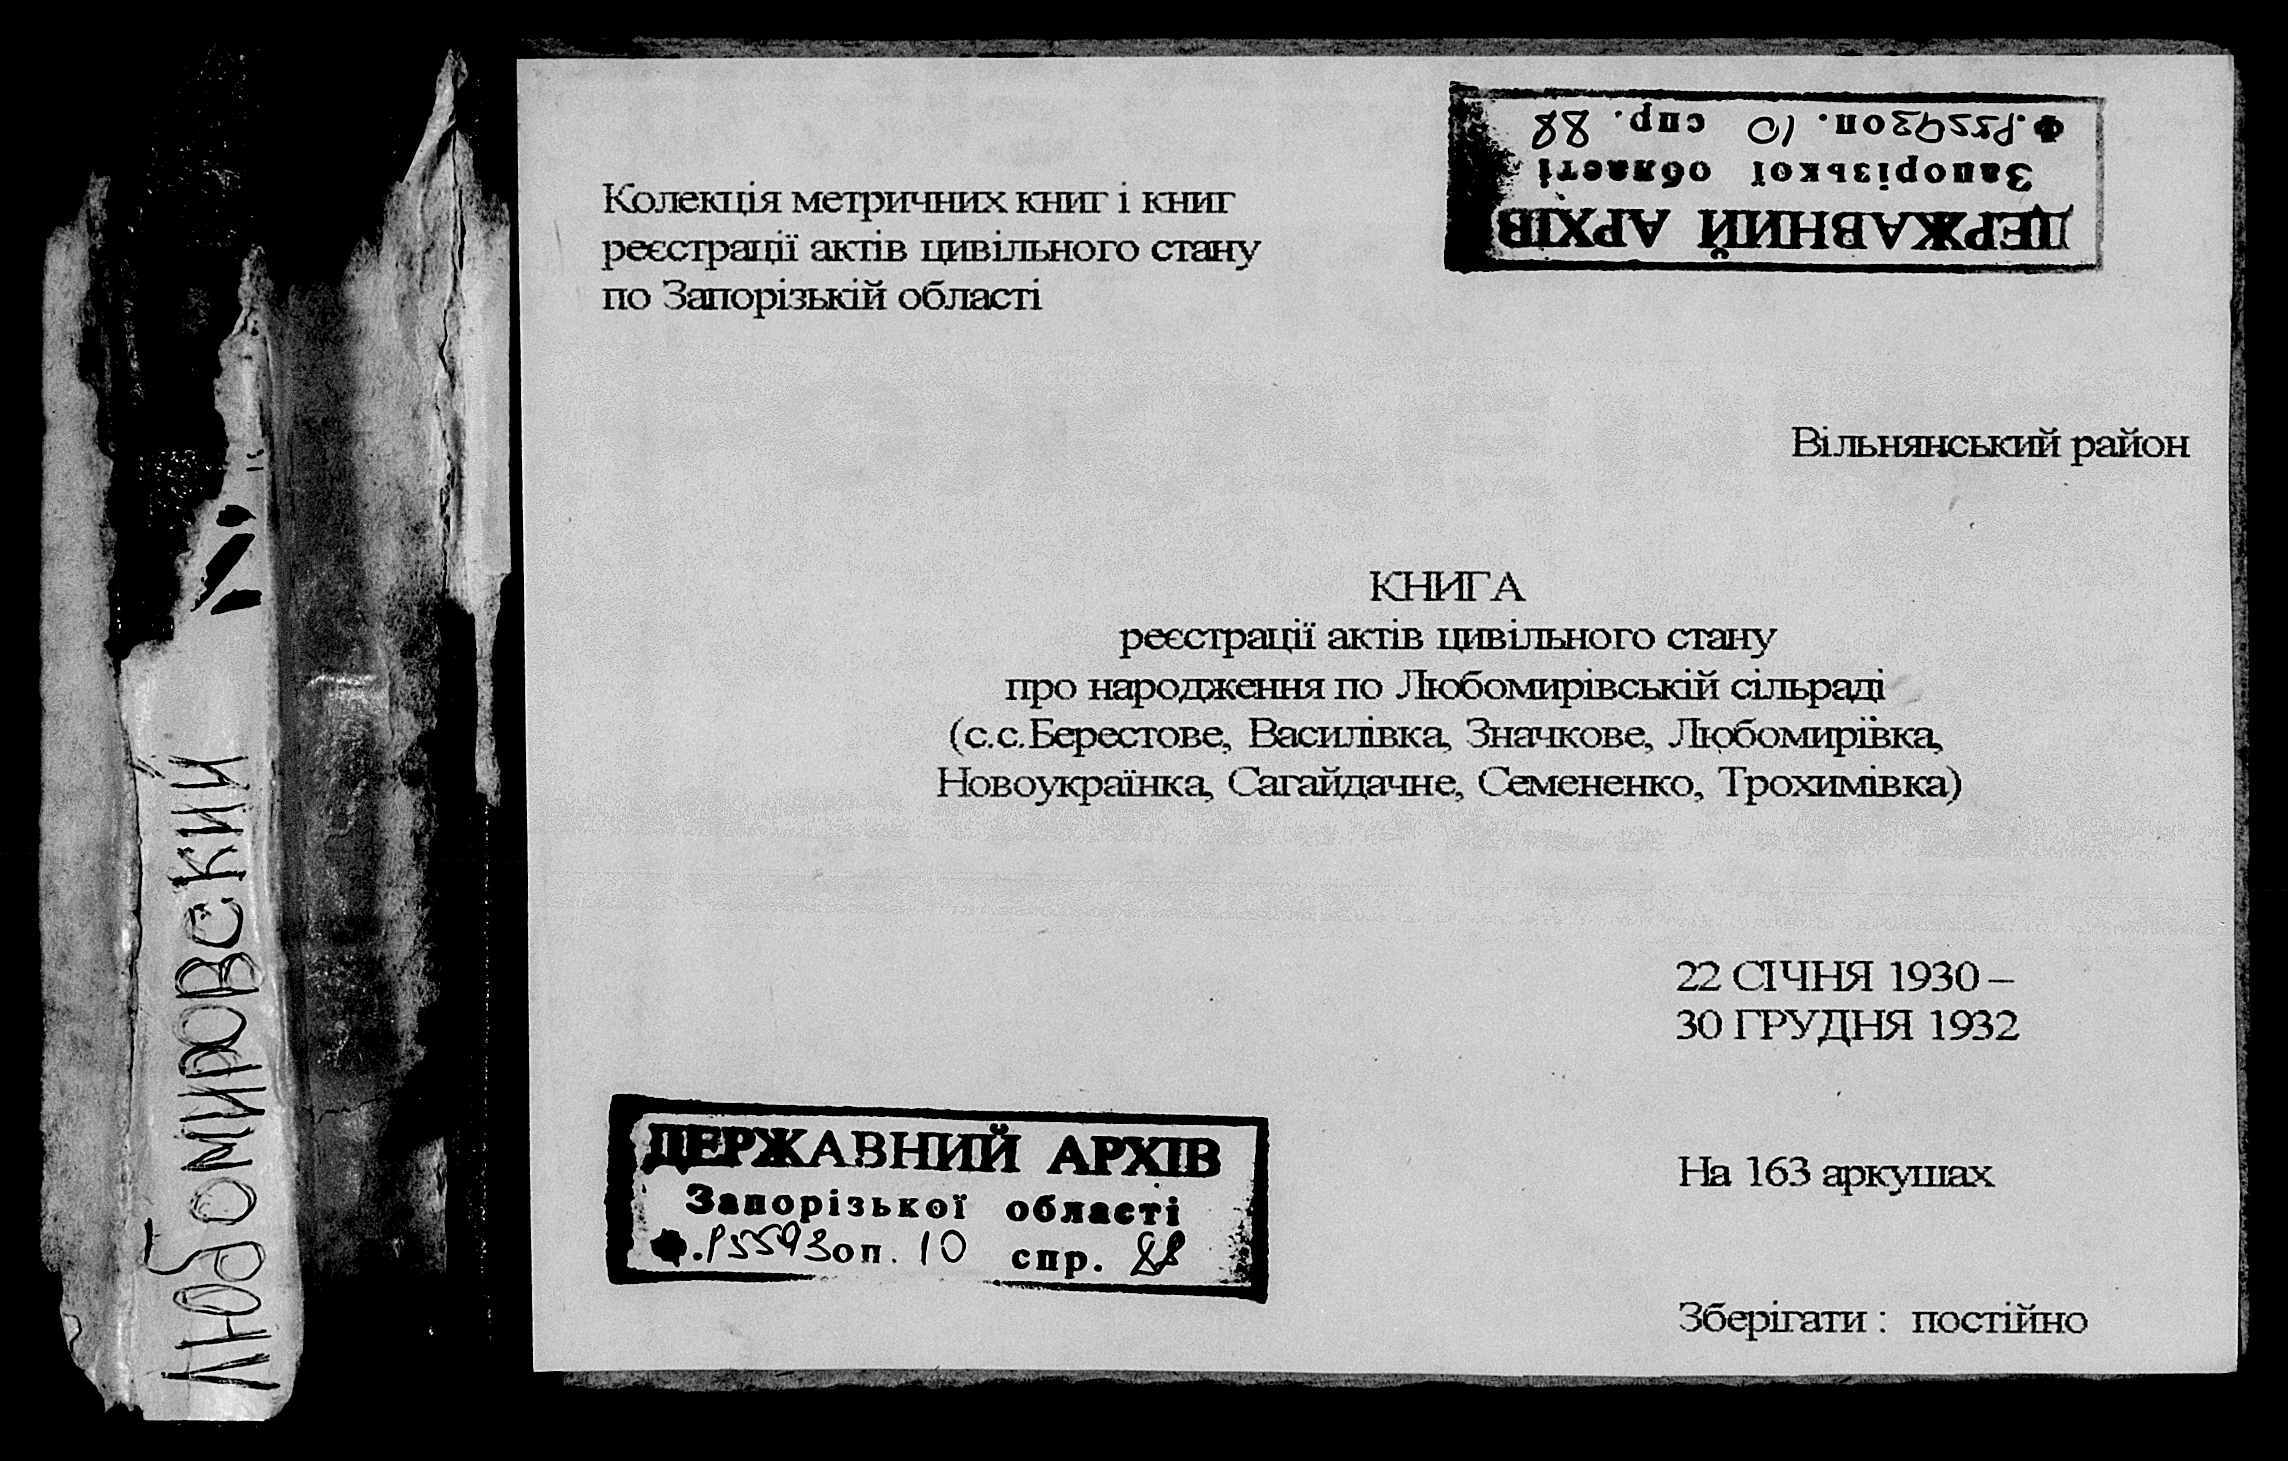 Любомировский
Колекція метричних книг і книг
реєстрації актів цивільного стану
по Запорізькій області
ДЕРЖАВНИЙ АРХІВ
Запорізької області
Ф.Р5593 оп. 10 спр. 88
Вільнянський район
КНИГА
реєстрації актів цивільного стану
про народження по Любомирівській сільраді
(с.с.Берестове, Василівка, Значкове, Любомирівка,
Новоукраїнка, Сагайдачне, Семененко, Трохимівка)
22 СІЧНЯ 1930 –
30 ГРУДНЯ 1932
На 163 аркушах
Зберігати : постійно
ДЕРЖАВНИЙ АРХІВ
Запорізької області
Ф.Р5593 оп. 10 спр. 88